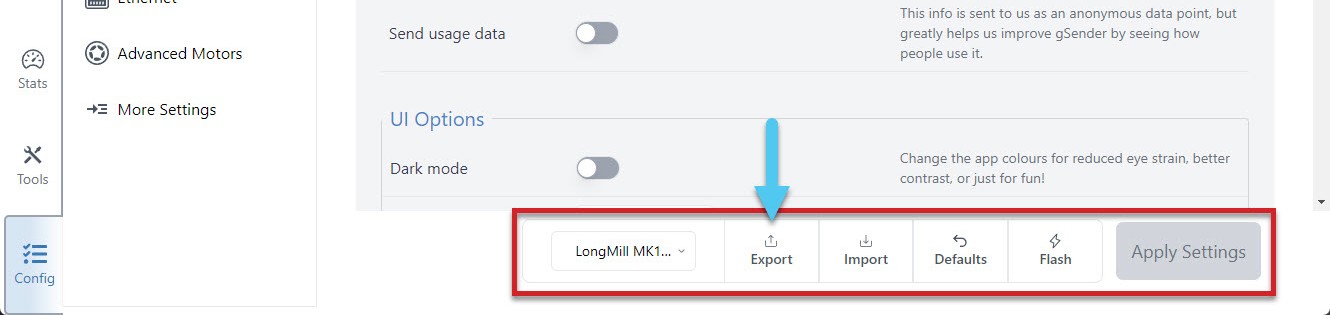 Ethernet
Advanced Motors
More Settings
Stats
Tools
Config
Send usage data
This info is sent to us as an anonymous data point, but
greatly helps us improve gSender by seeing how
people use it.
UI Options
Dark mode
Change the app colours for reduced eye strain, better
contrast, or just for fun!
LongMill MK1...
Export
Import
Defaults
Flash
Apply Settings